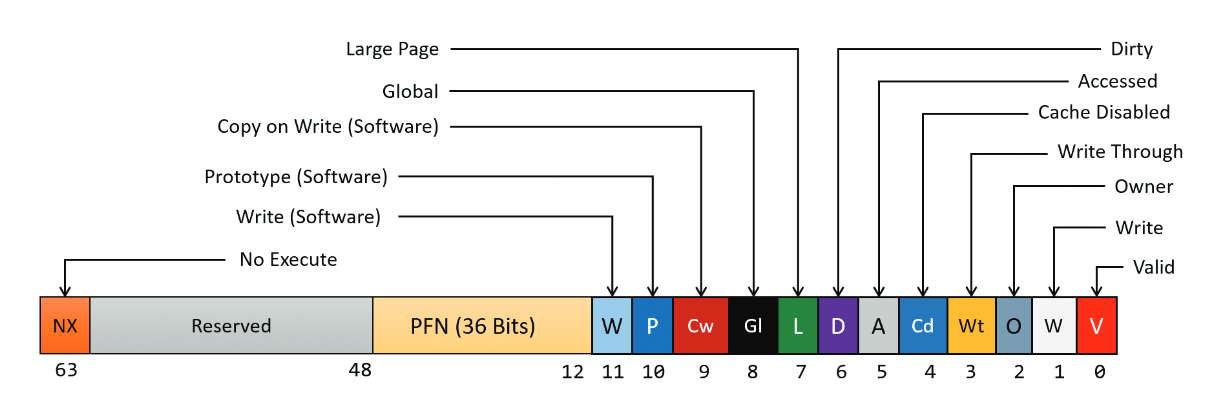 Large Page
Dirty
Global
Accessed
Copy on Write (Software)
Cache Disabled
Prototype (Software)
Write Through
Write (Software)
Owner
No Execute
Write
Valid
NX Reserved PFN (36 Bits) W P Cw Gl L D A Cd Wt O W V
63 48 12 11 10 9 8 7 6 5 4 3 2 1 0